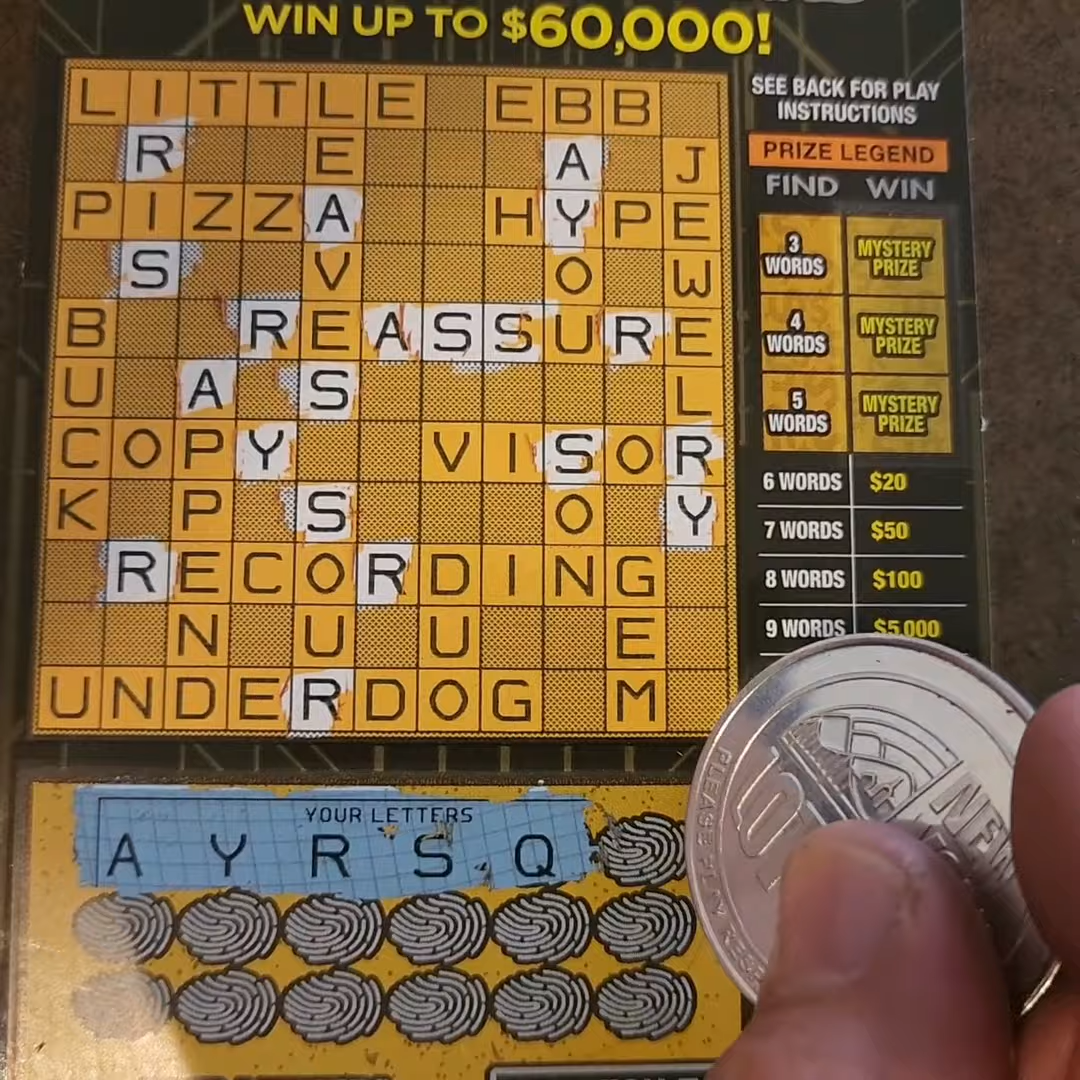 WIN UP TO $60,000!
LITTLE EBB
R E A J
PIZZA HYPE
S V O W
B REASSURE
U A S L
COPY VISOR
K P S O Y
RECORDING
N U U E
UNDERDOG M
SEE BACK FOR PLAY
INSTRUCTIONS
PRIZE LEGEND
FIND WIN
3 WORDS MYSTERY PRIZE
4 WORDS MYSTERY PRIZE
5 WORDS MYSTERY PRIZE
6 WORDS $20
7 WORDS $50
8 WORDS $100
9 WORDS $5,000
YOUR LETTERS
A Y R S Q